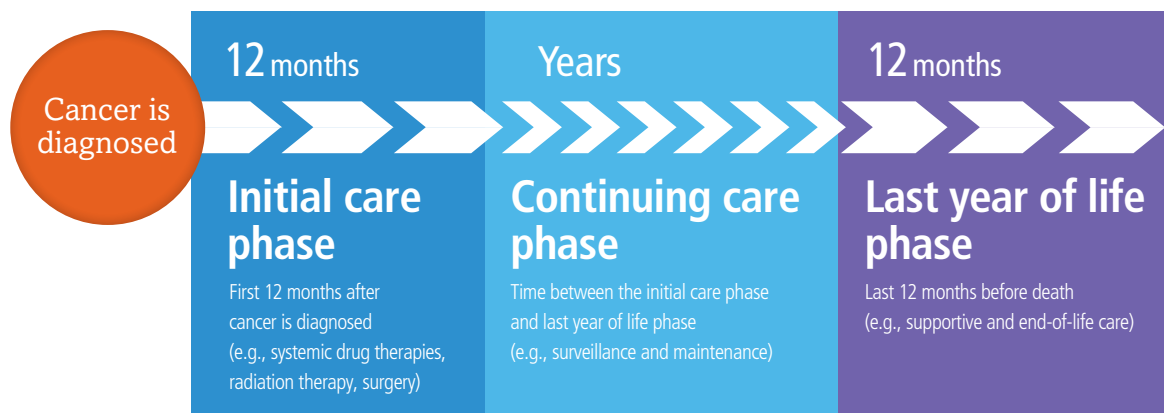 Cancer is
diagnosed
12 months
Initial care
phase
First 12 months after
cancer is diagnosed
(e.g., systemic drug therapies,
radiation therapy, surgery)
Years
Continuing care
phase
Time between the initial care phase
and last year of life phase
(e.g., surveillance and maintenance)
12 months
Last year of life
phase
Last 12 months before death
(e.g., supportive and end-of-life care)